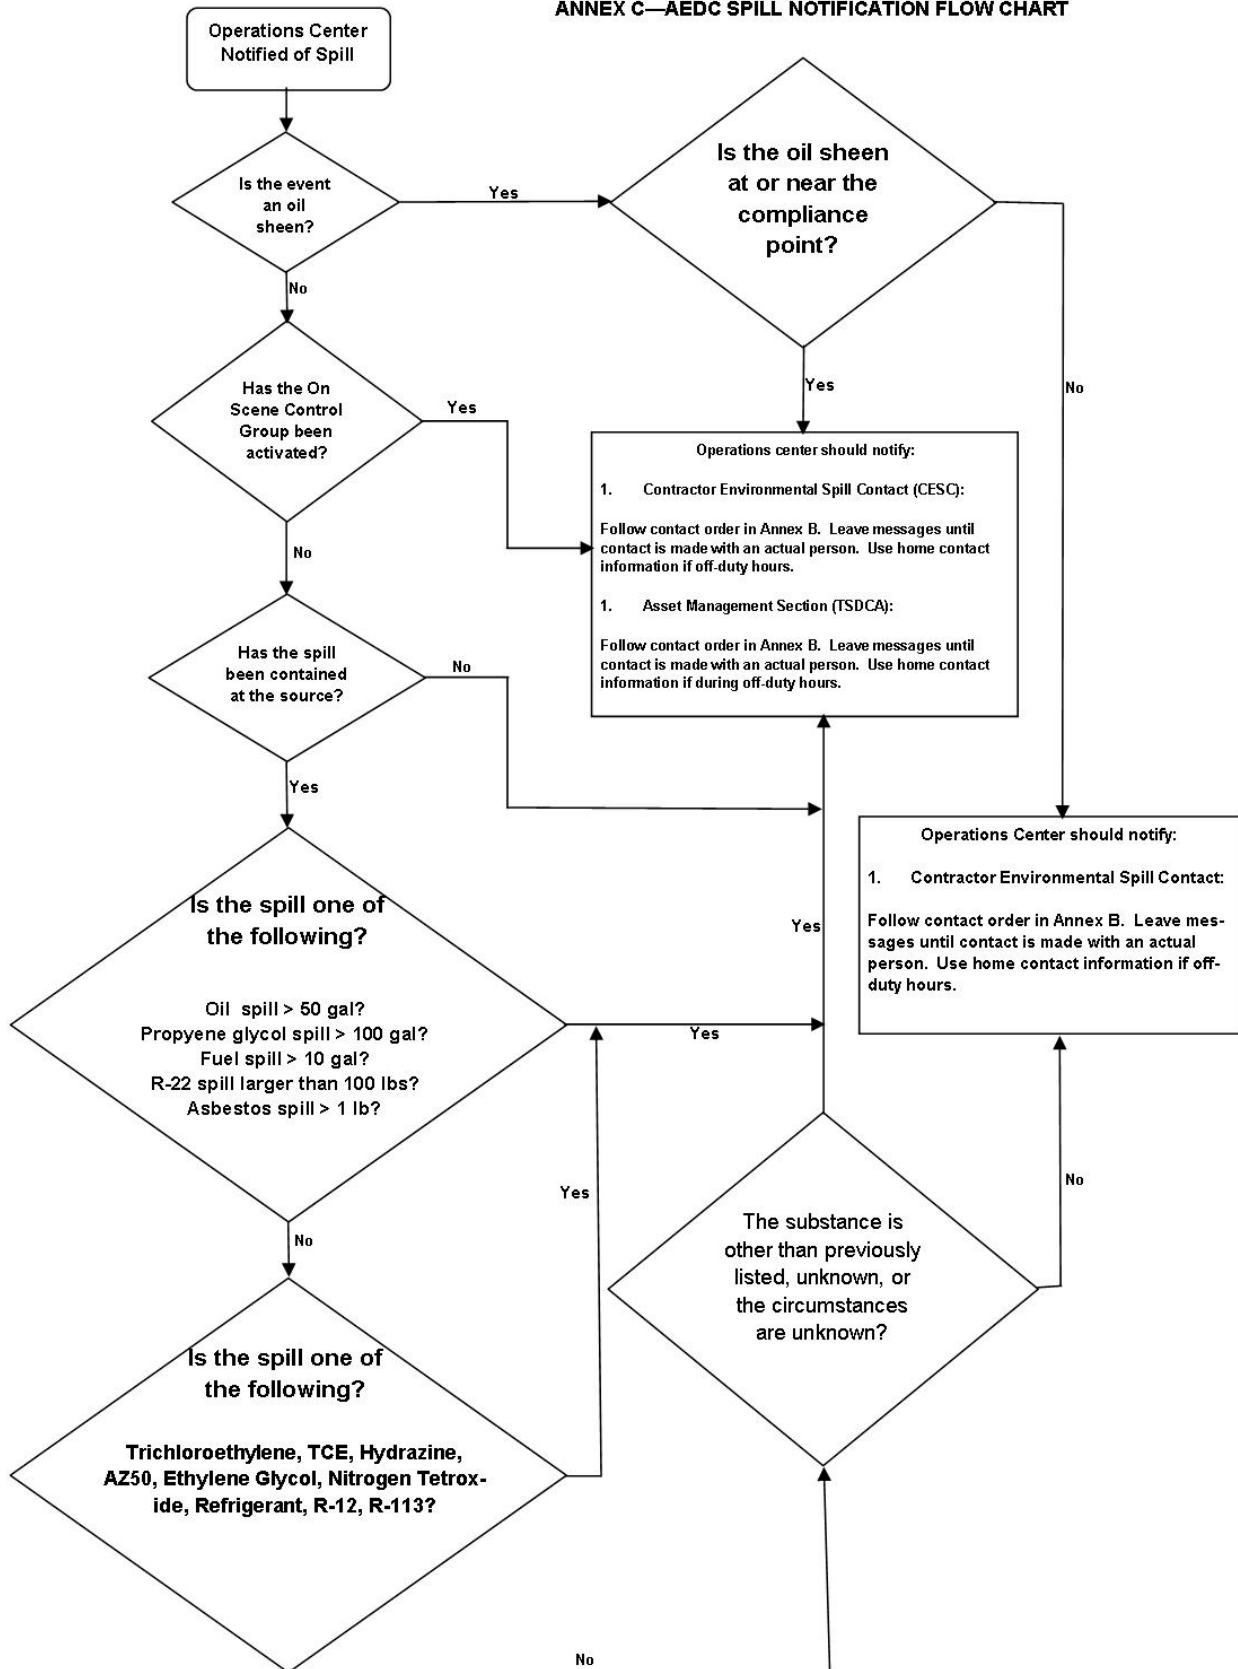 ANNEX C—AEDC SPILL NOTIFICATION FLOW CHART
Operations Center
Notified of Spill
Is the event
an oil
sheen?
Yes
Is the oil sheen
at or near the
compliance
point?
No
Yes
No
Has the On
Scene Control
Group been
activated?
Yes
Operations center should notify:
1. Contractor Environmental Spill Contact (CESC):
Follow contact order in Annex B. Leave messages until
contact is made with an actual person. Use home contact
information if off-duty hours.
1. Asset Management Section (TSDCA):
Follow contact order in Annex B. Leave messages until
contact is made with an actual person. Use home contact
information if during off-duty hours.
No
Has the spill
been contained
at the source?
No
Yes
Operations Center should notify:
1. Contractor Environmental Spill Contact:
Follow contact order in Annex B. Leave mes-
sages until contact is made with an actual
person. Use home contact information if off-
duty hours.
Is the spill one of
the following?
Oil spill > 50 gal?
Propyene glycol spill > 100 gal?
Fuel spill > 10 gal?
R-22 spill larger than 100 lbs?
Asbestos spill > 1 lb?
Yes
Yes
No
Yes
No
The substance is
other than previously
listed, unknown, or
the circumstances
are unknown?
Is the spill one of
the following?
Trichloroethylene, TCE, Hydrazine,
AZ50, Ethylene Glycol, Nitrogen Tetrox-
ide, Refrigerant, R-12, R-113?
No